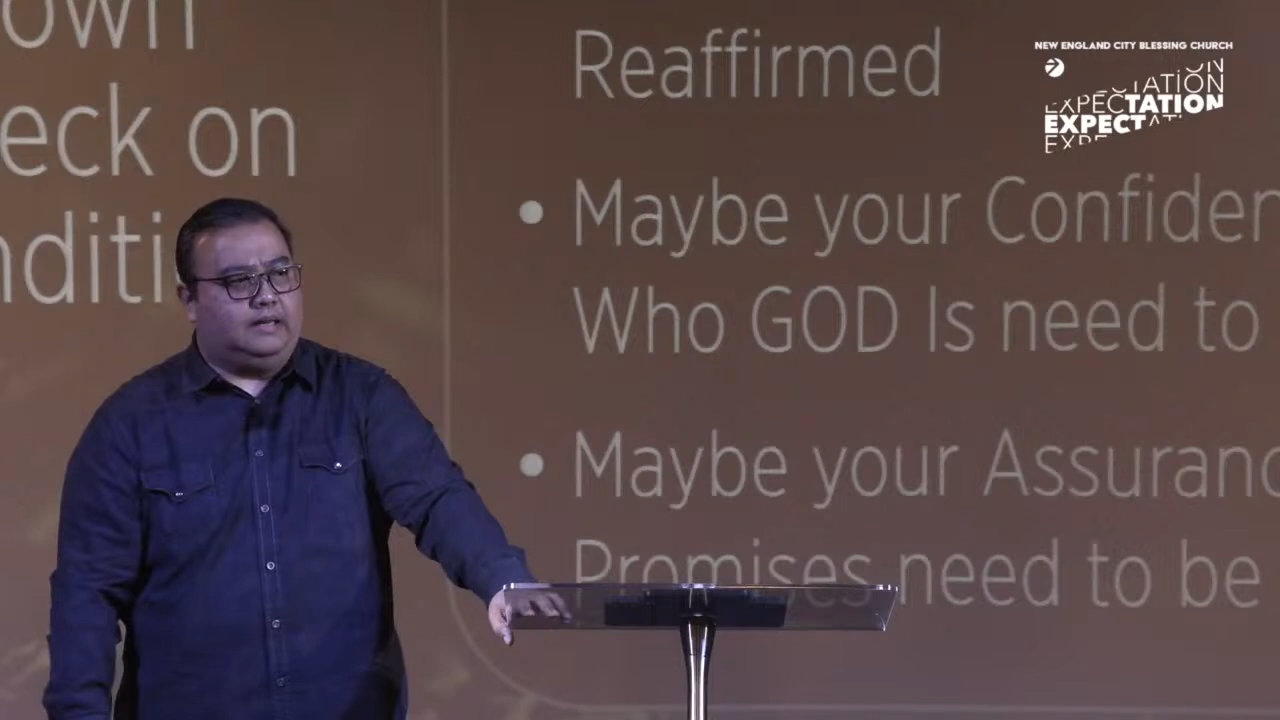 own
eck on
nditi
Reaffirmed
• Maybe your Confiden
Who GOD Is need to
• Maybe your Assuranc
Promises need to be
NEW ENGLAND CITY BLESSING CHURCH
EXPECTATION
EXPECTATION